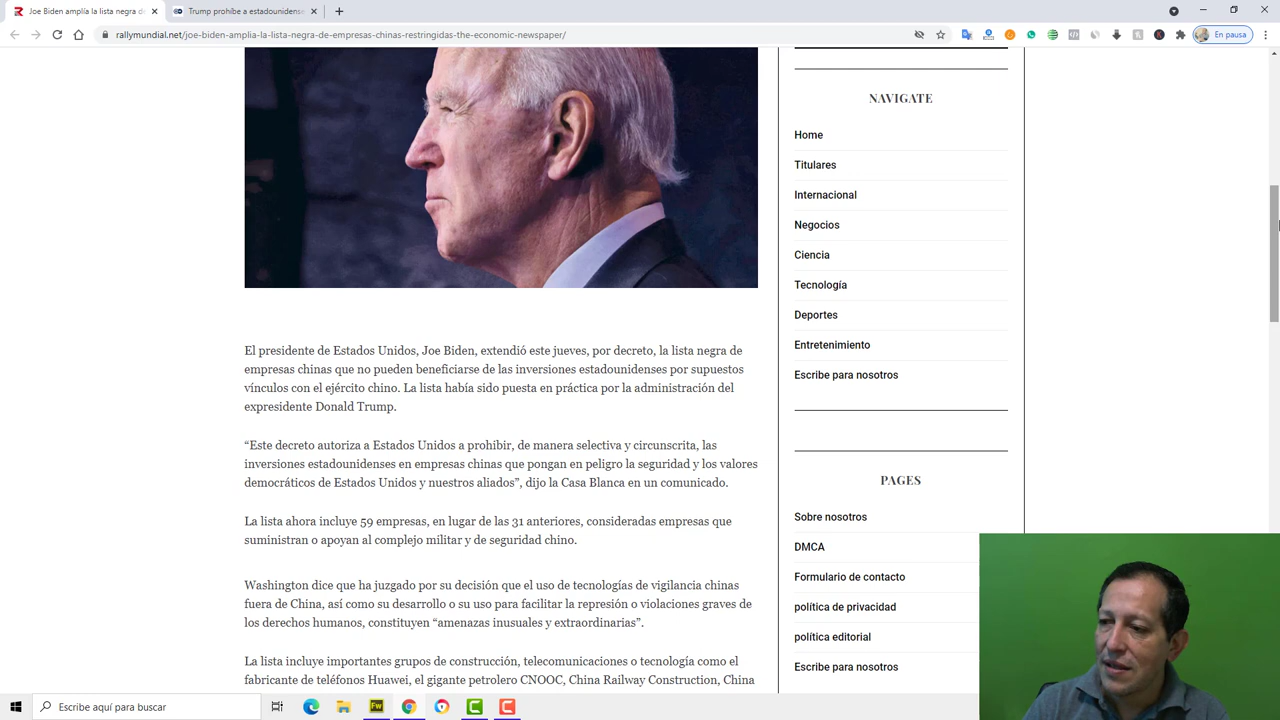 Joe Biden amplía la lista negra de
Trump prohíbe a estadounidense
rallymundial.net/joe-biden-amplia-la-lista-negra-de-empresas-chinas-restringidas-the-economic-newspaper/
En pausa
El presidente de Estados Unidos, Joe Biden, extendió este jueves, por decreto, la lista negra de
empresas chinas que no pueden beneficiarse de las inversiones estadounidenses por supuestos
vínculos con el ejército chino. La lista había sido puesta en práctica por la administración del
expresidente Donald Trump.
“Este decreto autoriza a Estados Unidos a prohibir, de manera selectiva y circunscrita, las
inversiones estadounidenses en empresas chinas que pongan en peligro la seguridad y los valores
democráticos de Estados Unidos y nuestros aliados”, dijo la Casa Blanca en un comunicado.
La lista ahora incluye 59 empresas, en lugar de las 31 anteriores, consideradas empresas que
suministran o apoyan al complejo militar y de seguridad chino.
Washington dice que ha juzgado por su decisión que el uso de tecnologías de vigilancia chinas
fuera de China, así como su desarrollo o su uso para facilitar la represión o violaciones graves de
los derechos humanos, constituyen “amenazas inusuales y extraordinarias”.
La lista incluye importantes grupos de construcción, telecomunicaciones o tecnología como el
fabricante de teléfonos Huawei, el gigante petrolero CNOOC, China Railway Construction, China
NAVIGATE
Home
Titulares
Internacional
Negocios
Ciencia
Tecnología
Deportes
Entretenimiento
Escribe para nosotros
PAGES
Sobre nosotros
DMCA
Formulario de contacto
política de privacidad
política editorial
Escribe para nosotros
Escribe aquí para buscar
Fw